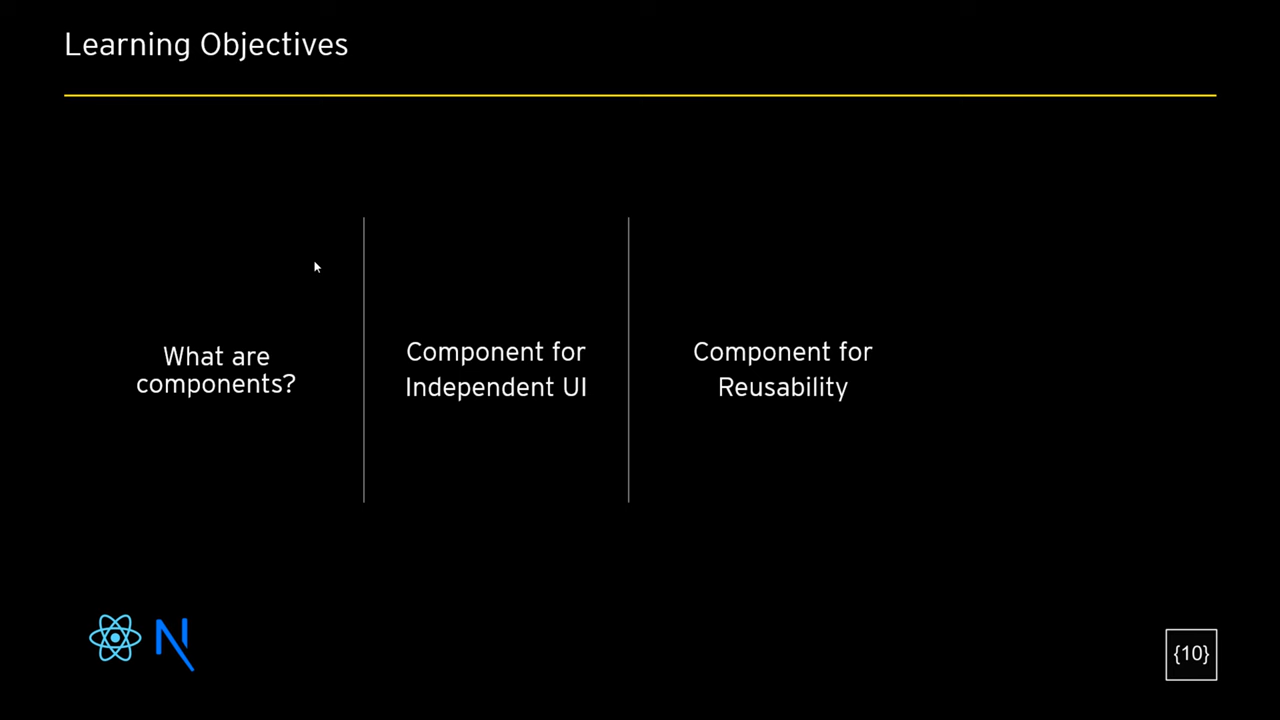 Learning Objectives
What are
components?
Component for
Independent UI
Component for
Reusability
N
{10}